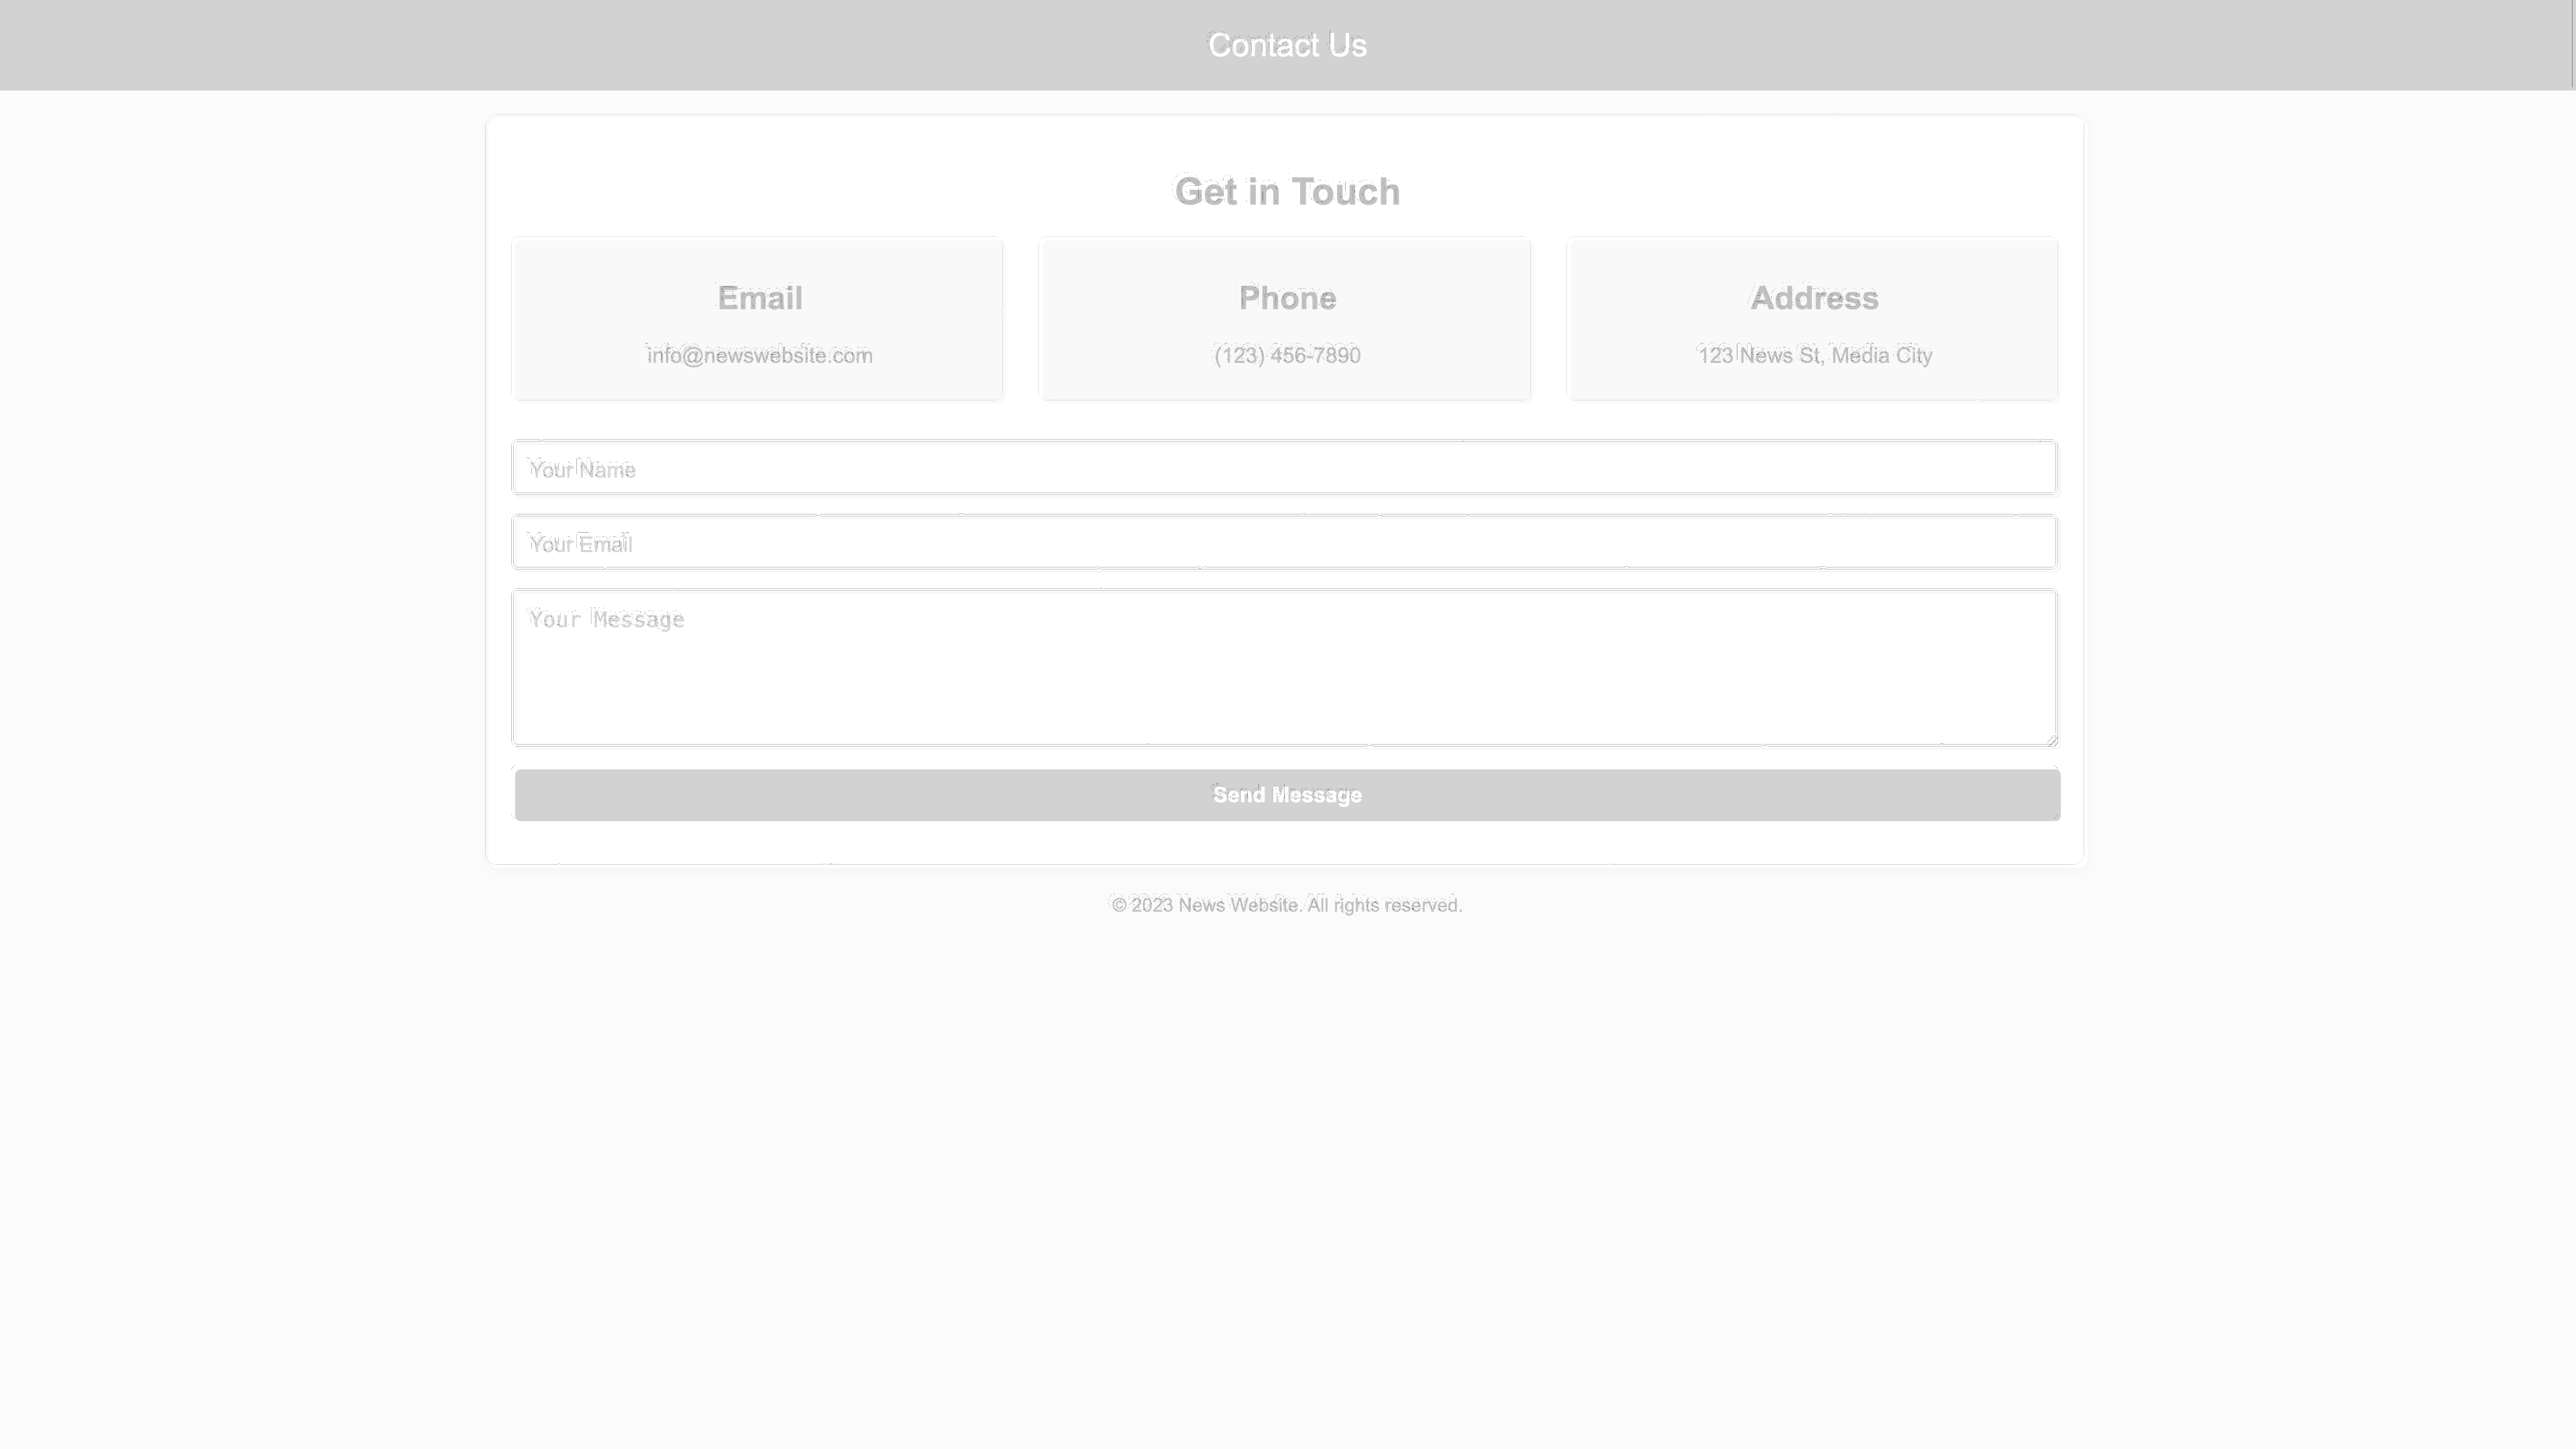 Contact Us
Get in Touch
Email
Phone
Address
info@newswebsite.com
(123) 456-7890
123 News St, Media City
Your Name
Your Email
Your Message
Send Message
© 2023 News Website. All rights reserved.